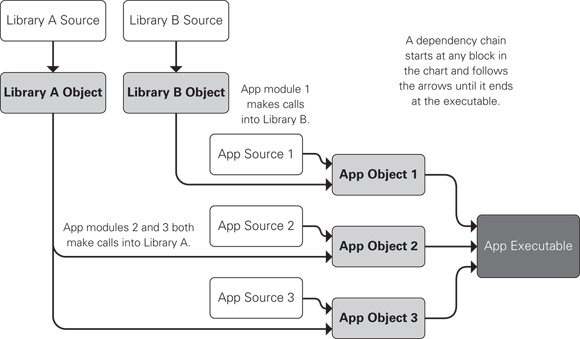 Library A Source
Library B Source
A dependency chain
starts at any block in
the chart and follows
the arrows until it ends
at the executable.
Library A Object
Library B Object
App module 1
makes calls
into Library B.
App Source 1
App Object 1
App modules 2 and 3 both
make calls into Library A.
App Source 2
App Object 2
App Executable
App Source 3
App Object 3